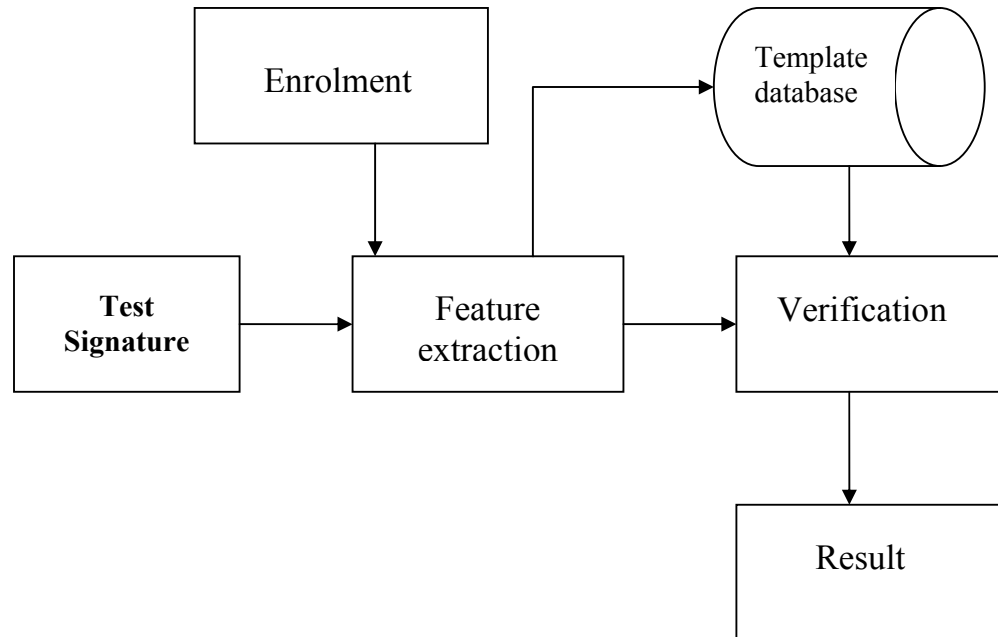 Enrolment
Template
database
Test
Signature
Feature
extraction
Verification
Result